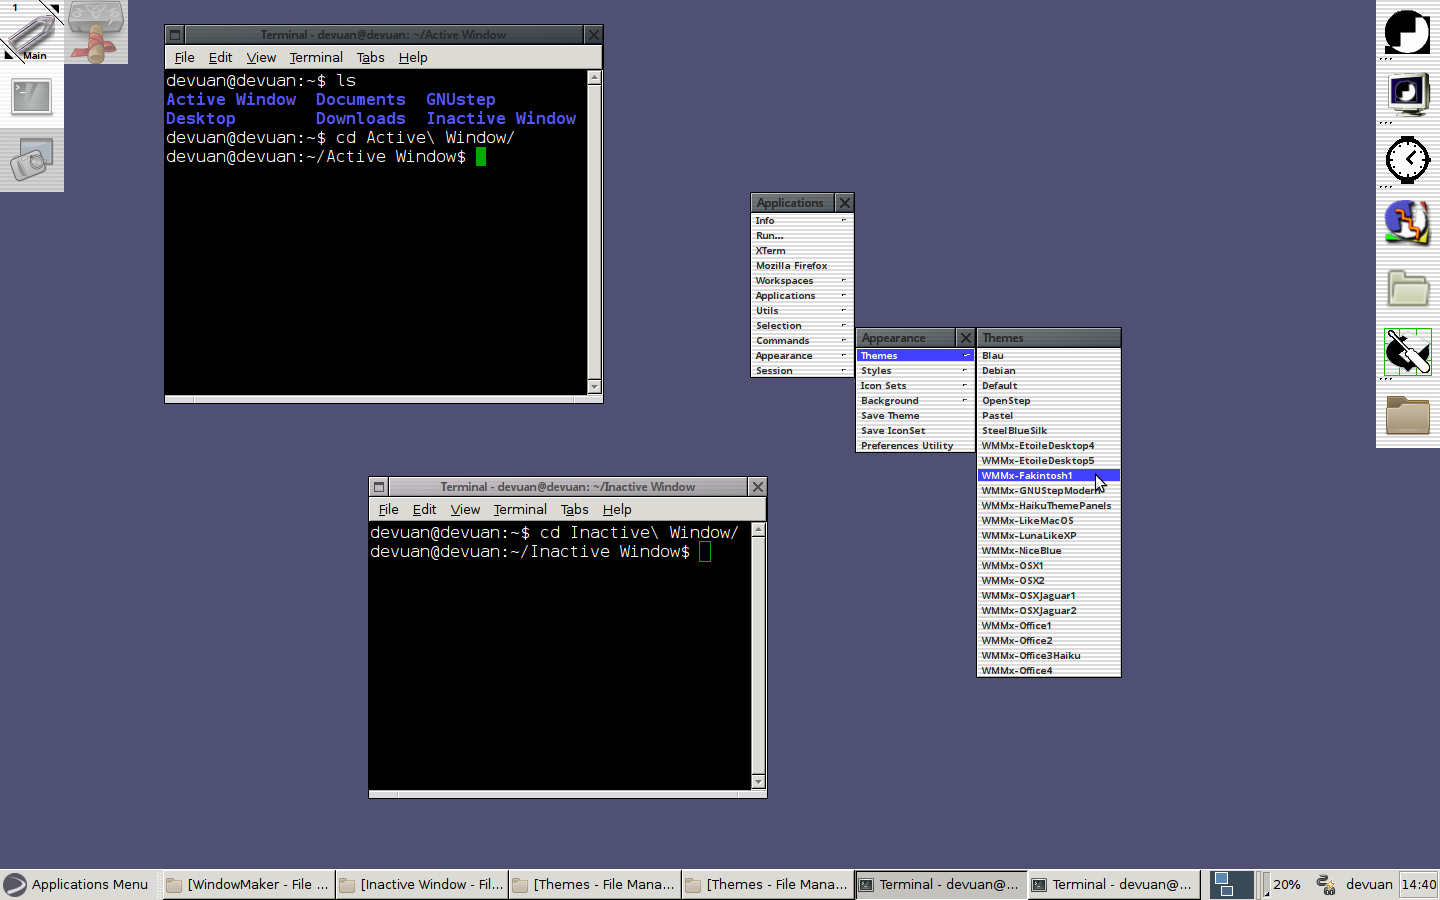 1
Main
Terminal - devuan@devuan: ~/Active Window
File Edit View Terminal Tabs Help
devuan@devuan:~$ ls
Active Window Documents GNUstep
Desktop Downloads Inactive Window
devuan@devuan:~$ cd Active\ Window/
devuan@devuan:~/Active Window$
Applications
Info
Run...
XTerm
Mozilla Firefox
Workspaces
Applications
Utils
Selection
Commands
Appearance
Session
Appearance
Themes
Styles
Icon Sets
Background
Save Theme
Save IconSet
Preferences Utility
Themes
Blau
Debian
Default
OpenStep
Pastel
SteelBlueSilk
WMMx-EtoileDesktop4
WMMx-EtoileDesktop5
WMMx-Fakintosh1
WMMx-GNUStepModern
WMMx-HaikuThemePanels
WMMx-LikeMacOS
WMMx-LunaLikeXP
WMMx-NiceBlue
WMMx-OSX1
WMMx-OSX2
WMMx-OSXJaguar1
WMMx-OSXJaguar2
WMMx-Office1
WMMx-Office2
WMMx-Office3Haiku
WMMx-Office4
Terminal - devuan@devuan: ~/Inactive Window
File Edit View Terminal Tabs Help
devuan@devuan:~$ cd Inactive\ Window/
devuan@devuan:~/Inactive Window$
Applications Menu [WindowMaker - File ... [Inactive Window - Fil... [Themes - File Mana... [Themes - File Mana... Terminal - devuan@... Terminal - devuan@... 20% devuan 14:40